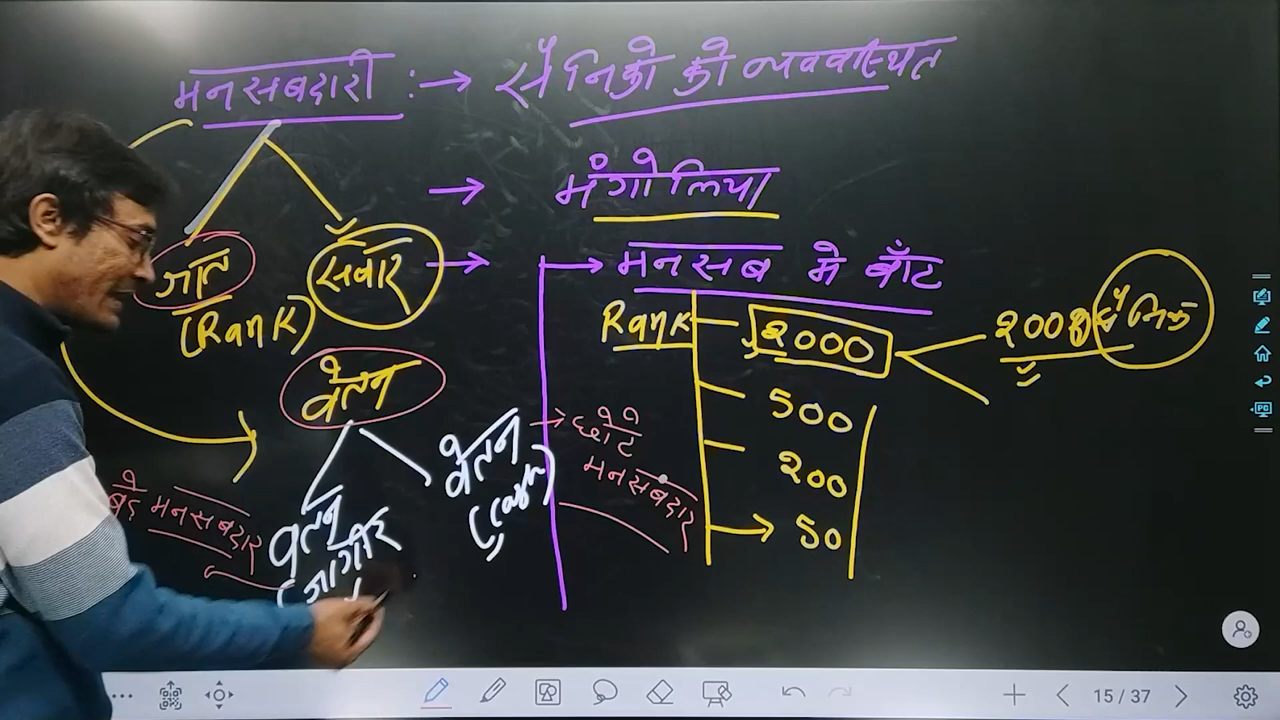 मनसबदारी :→ सैनिको को व्यवस्थित
→ मंगोलिया
→ मनसब मे बाँट
जात सवार
(Rank)
Rank 2000 2000 सैनिक
वेतन
500
वेतन (Cash) → छोटे मनसबदार
200
बड़े मनसबदार
वतन (जागीर
50
15 / 37